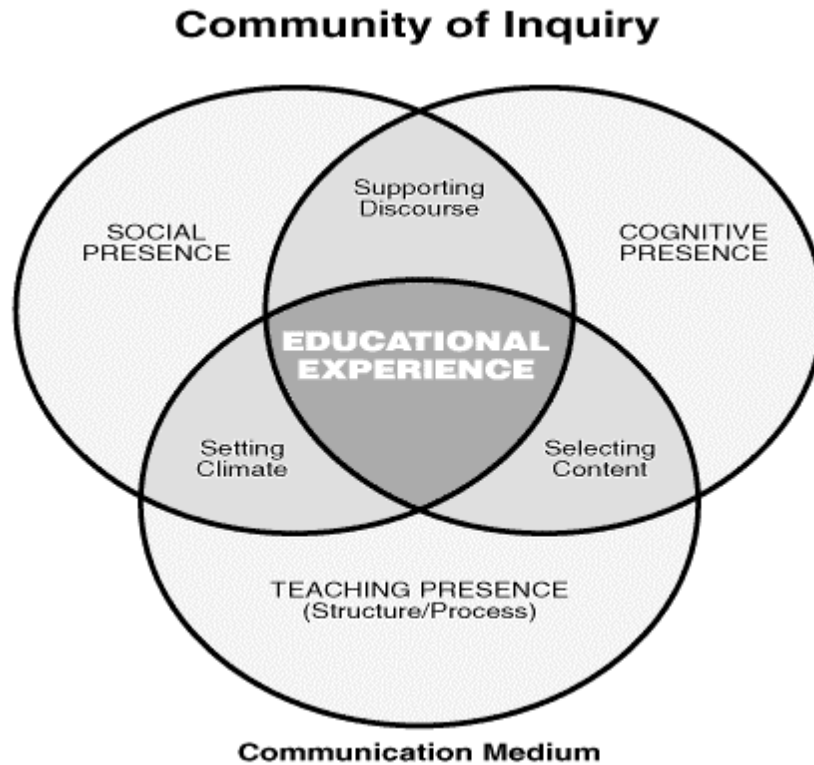 Community of Inquiry
Supporting
Discourse
SOCIAL
PRESENCE
COGNITIVE
PRESENCE
EDUCATIONAL
EXPERIENCE
Setting
Climate
Selecting
Content
TEACHING PRESENCE
(Structure/Process)
Communication Medium